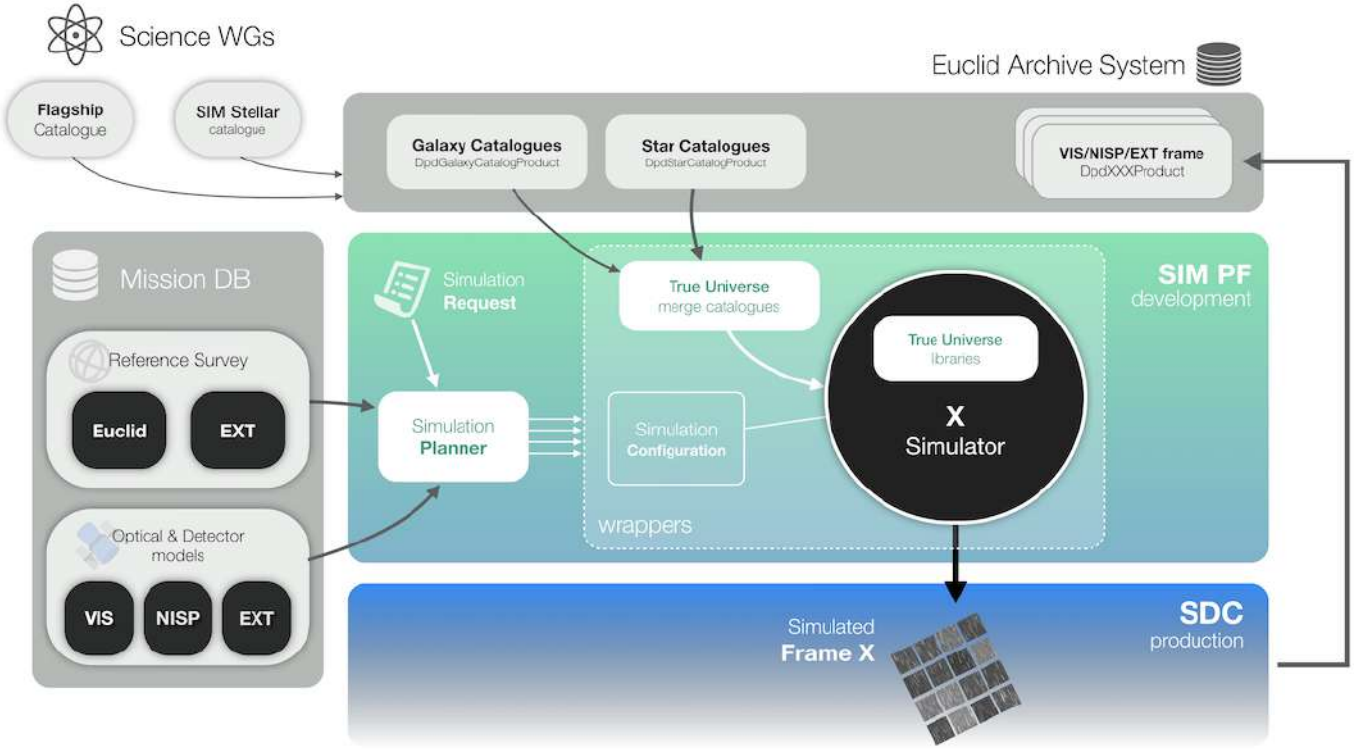 Science WGs
Euclid Archive System
Flagship
Catalogue
SIM Stellar
catalogue
Galaxy Catalogues
DpdGalaxyCatalogProduct
Star Catalogues
DpdStarCatalogProduct
VIS/NISP/EXT frame
DpdXXXProduct
Mission DB
Reference Survey
Euclid
EXT
Optical & Detector
models
VIS
NISP
EXT
Simulation
Request
Simulation
Planner
True Universe
merge catalogues
Simulation
Configuration
wrappers
True Universe
libraries
X
Simulator
SIM PF
development
Simulated
Frame X
SDC
production